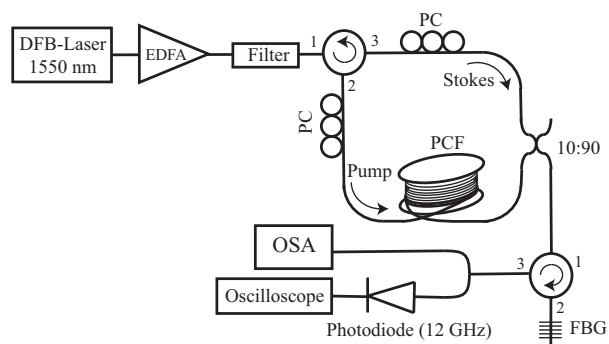 DFB-Laser
1550 nm
EDFA
Filter
1
3
2
PC
PC
Stokes
Pump
PCF
10:90
OSA
Oscilloscope
Photodiode (12 GHz)
3
1
2
FBG